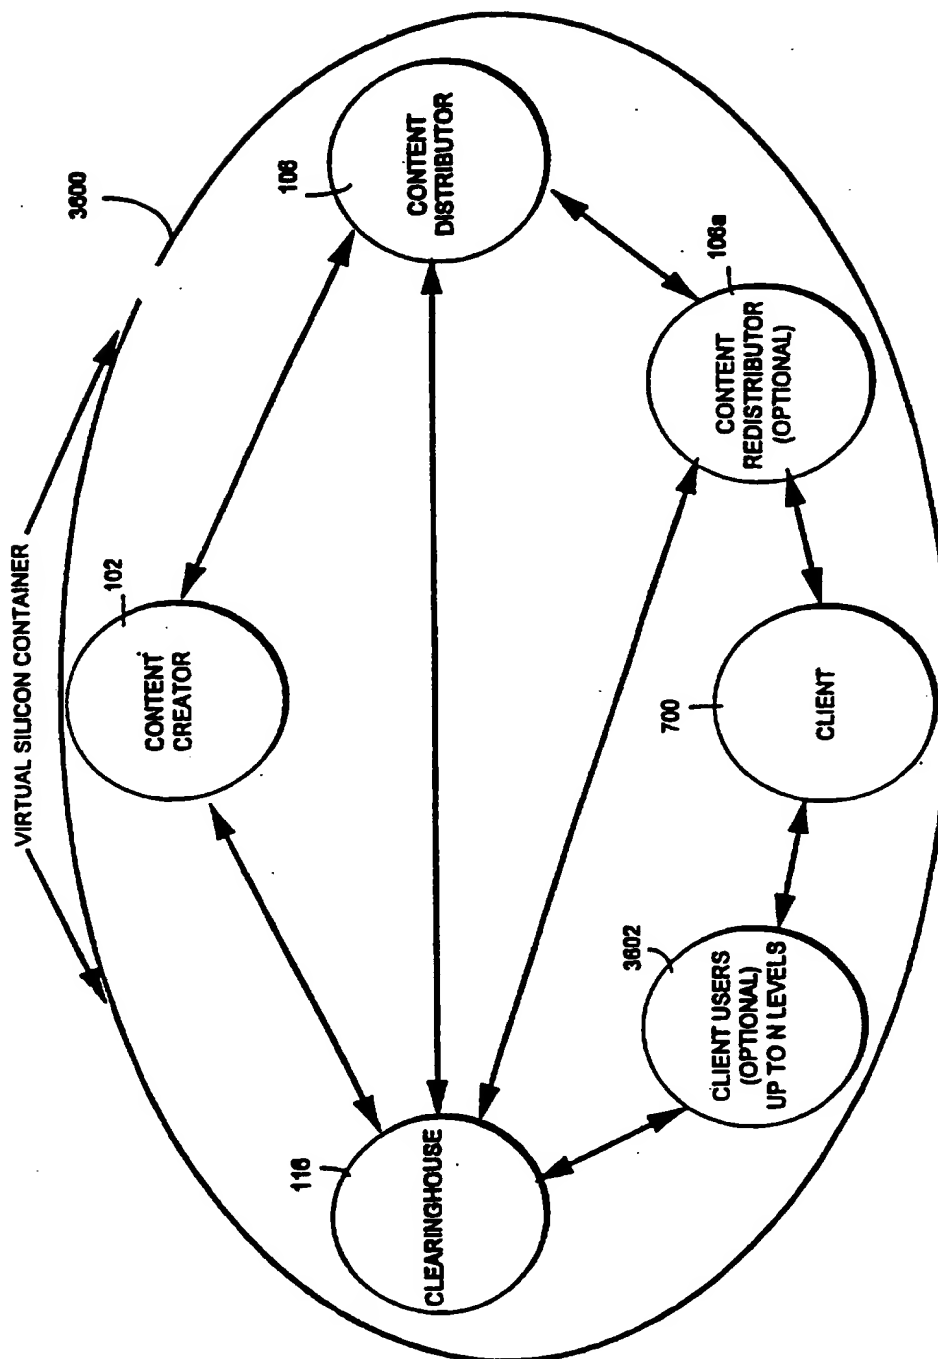 VIRTUAL SILICON CONTAINER
3600
102
CONTENT
CREATOR
116
CLEARINGHOUSE
106
CONTENT
DISTRIBUTOR
3602
CLIENT USERS
(OPTIONAL)
UP TO N LEVELS
700
CLIENT
106a
CONTENT
REDISTRIBUTOR
(OPTIONAL)